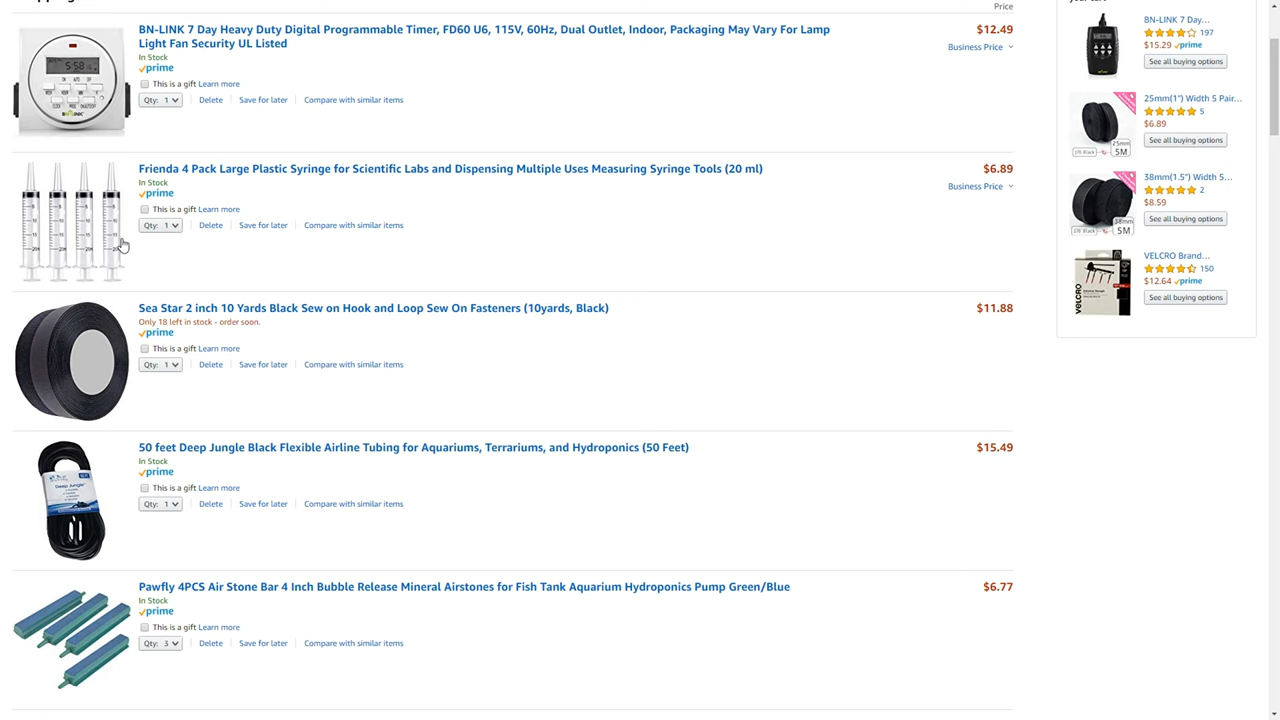 Price
BN-LINK 7 Day Heavy Duty Digital Programmable Timer, FD60 U6, 115V, 60Hz, Dual Outlet, Indoor, Packaging May Vary For Lamp
Light Fan Security UL Listed
$12.49
Business Price
In Stock
prime
This is a gift Learn more
Qty: 1
Delete
Save for later
Compare with similar items
Frienda 4 Pack Large Plastic Syringe for Scientific Labs and Dispensing Multiple Uses Measuring Syringe Tools (20 ml)
$6.89
Business Price
In Stock
prime
This is a gift Learn more
Qty: 1
Delete
Save for later
Compare with similar items
Sea Star 2 inch 10 Yards Black Sew on Hook and Loop Sew On Fasteners (10yards, Black)
$11.88
Only 18 left in stock - order soon.
prime
This is a gift Learn more
Qty: 1
Delete
Save for later
Compare with similar items
50 feet Deep Jungle Black Flexible Airline Tubing for Aquariums, Terrariums, and Hydroponics (50 Feet)
$15.49
In Stock
prime
This is a gift Learn more
Qty: 1
Delete
Save for later
Compare with similar items
Deep Jungle
Pawfly 4PCS Air Stone Bar 4 Inch Bubble Release Mineral Airstones for Fish Tank Aquarium Hydroponics Pump Green/Blue
$6.77
In Stock
prime
This is a gift Learn more
Qty: 3
Delete
Save for later
Compare with similar items
BN-LINK 7 Day...
197
$15.29 prime
See all buying options
25mm(1") Width 5 Pair...
5
$6.89
See all buying options
25mm
5M
38mm(1.5") Width 5...
2
$8.59
See all buying options
38mm
5M
VELCRO Brand...
150
$12.64 prime
See all buying options
VELCRO